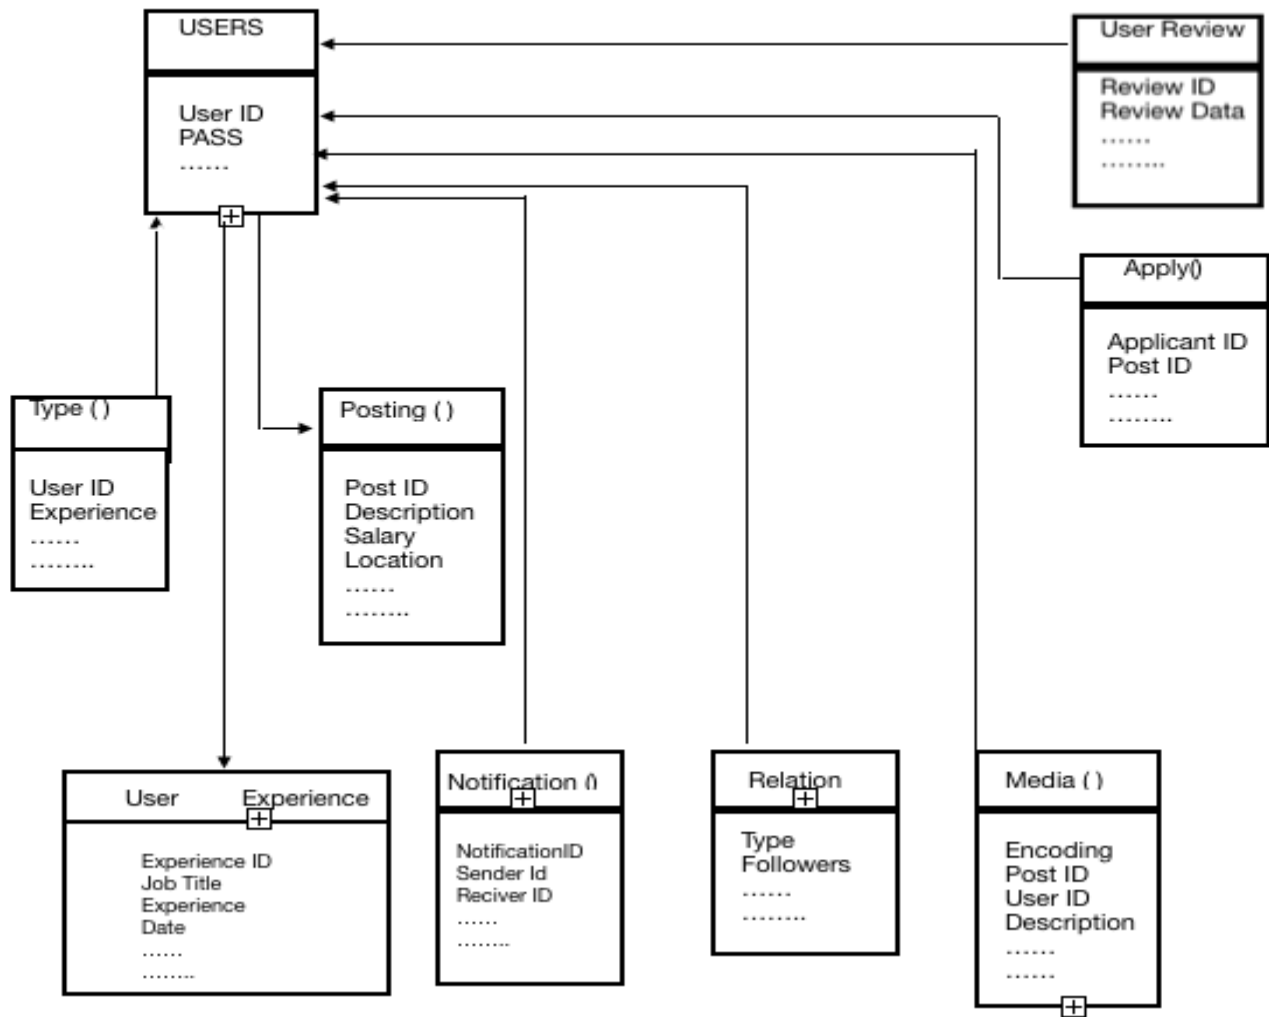 USERS
User ID
PASS
……
User Review
Review ID
Review Data
……
……..
Apply()
Applicant ID
Post ID
……
……..
Type ( )
User ID
Experience
……
……..
Posting ( )
Post ID
Description
Salary
Location
……
……..
User Experience
Experience ID
Job Title
Experience
Date
……
……..
Notification ()
NotificationID
Sender Id
Reciver ID
……
……..
Relation
Type
Followers
……
……..
Media ( )
Encoding
Post ID
User ID
Description
……
……